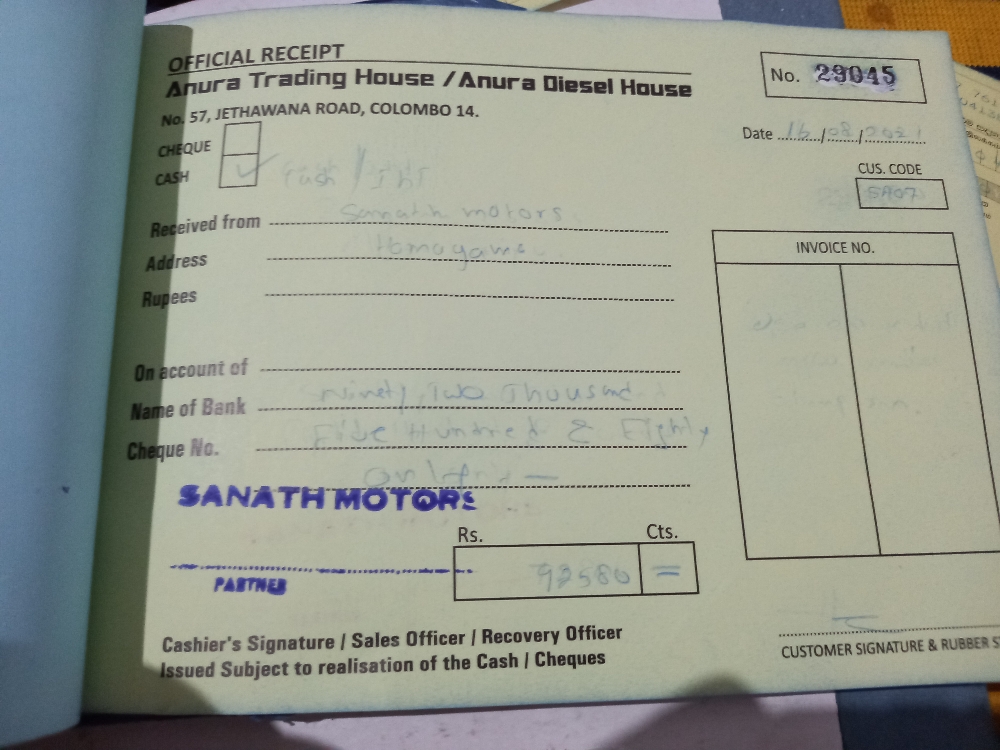 OFFICIAL RECEIPT
Anura Trading House / Anura Diesel House
No. 57, JETHAWANA ROAD, COLOMBO 14.
No. 29045
Date 16/08/2021
CHEQUE
CASH ✓ Cash /
CUS. CODE
SA07
Received from Sanath motors
Address Homagama
Rupees
INVOICE NO.
On account of
Name of Bank Ninety Two Thousand
Cheque No. Five Hundred & Eighty
only
SANATH MOTORS
PARTNER
Rs. Cts.
92580 =
Cashier's Signature / Sales Officer / Recovery Officer
Issued Subject to realisation of the Cash / Cheques
CUSTOMER SIGNATURE & RUBBER S